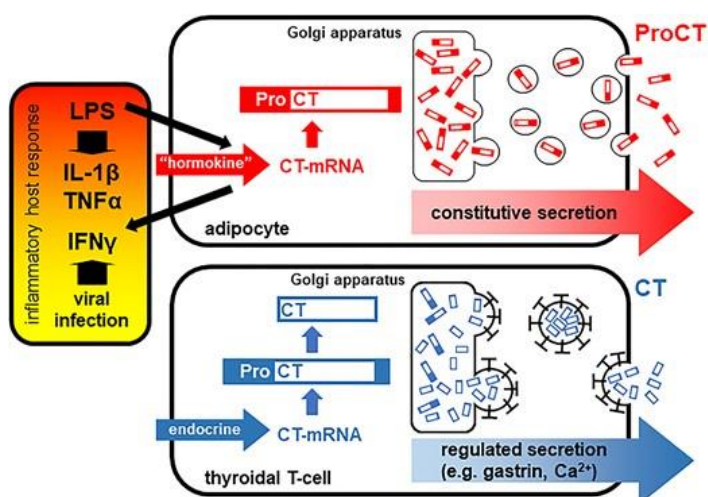 Golgi apparatus
ProCT
inflammatory host response
LPS
IL-1β
TNFα
IFNγ
viral
infection
"hormokine"
Pro CT
CT-mRNA
adipocyte
constitutive secretion
Golgi apparatus
CT
CT
Pro CT
endocrine
CT-mRNA
thyroidal T-cell
regulated secretion
(e.g. gastrin, Ca²⁺)